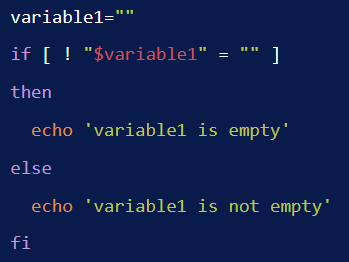 variable1=""
if [ ! "$variable1" = "" ]
then
  echo 'variable1 is empty'
else
  echo 'variable1 is not empty'
fi